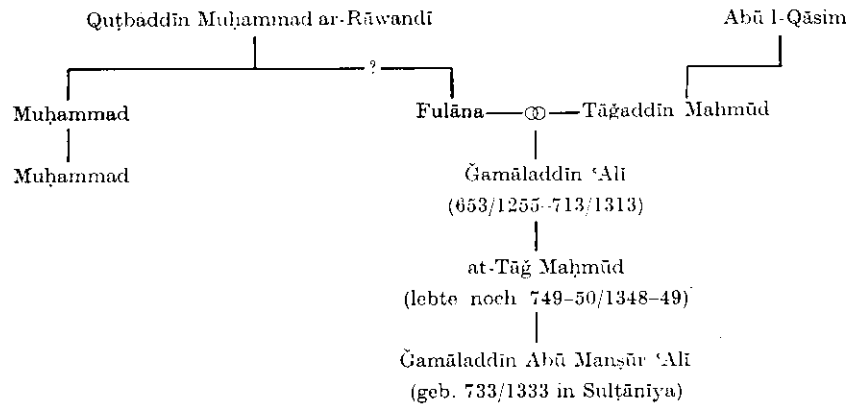 Quṭbaddīn Muḥammad ar-Rāwandī Abū l-Qāsim
?
Muḥammad Fulāna Tāǧaddīn Maḥmūd
Muḥammad
Ǧamāladdīn ʿAlī
(653/1255–713/1313)
at-Tāǧ Maḥmūd
(lebte noch 749–50/1348–49)
Ǧamāladdīn Abū Manṣūr ʿAlī
(geb. 733/1333 in Sulṭānīya)